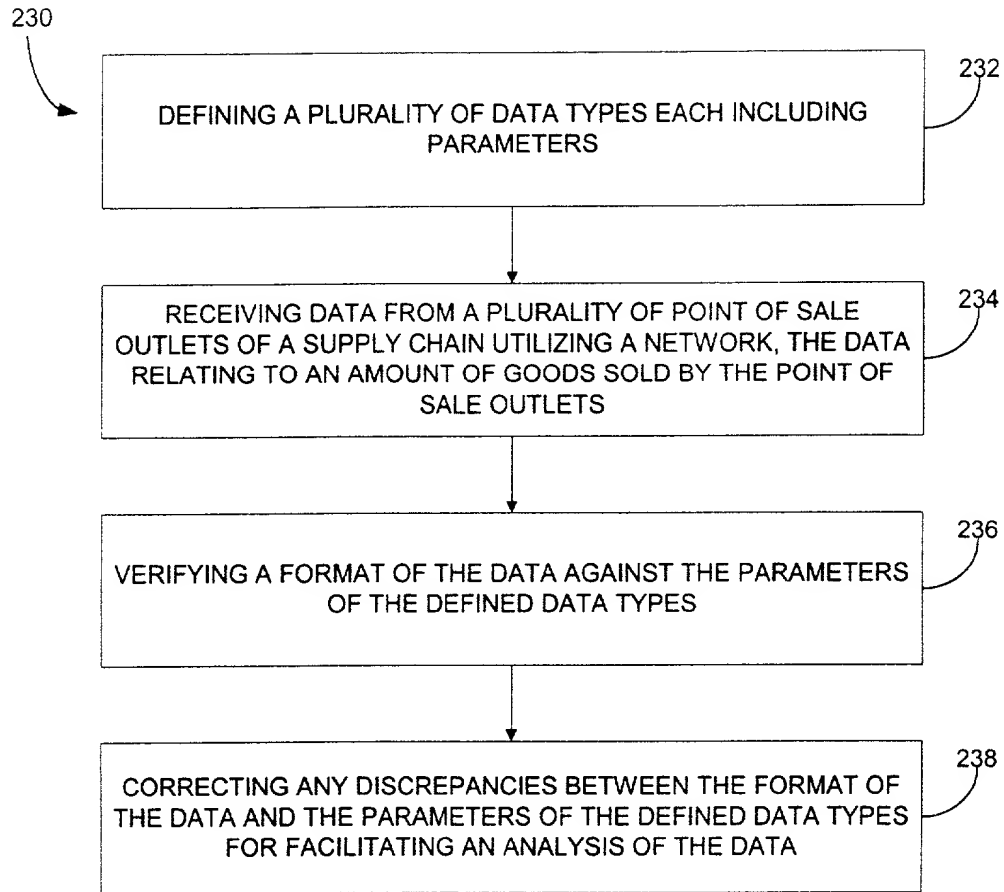 230
232
DEFINING A PLURALITY OF DATA TYPES EACH INCLUDING
PARAMETERS
234
RECEIVING DATA FROM A PLURALITY OF POINT OF SALE
OUTLETS OF A SUPPLY CHAIN UTILIZING A NETWORK, THE DATA
RELATING TO AN AMOUNT OF GOODS SOLD BY THE POINT OF
SALE OUTLETS
236
VERIFYING A FORMAT OF THE DATA AGAINST THE PARAMETERS
OF THE DEFINED DATA TYPES
238
CORRECTING ANY DISCREPANCIES BETWEEN THE FORMAT OF
THE DATA AND THE PARAMETERS OF THE DEFINED DATA TYPES
FOR FACILITATING AN ANALYSIS OF THE DATA